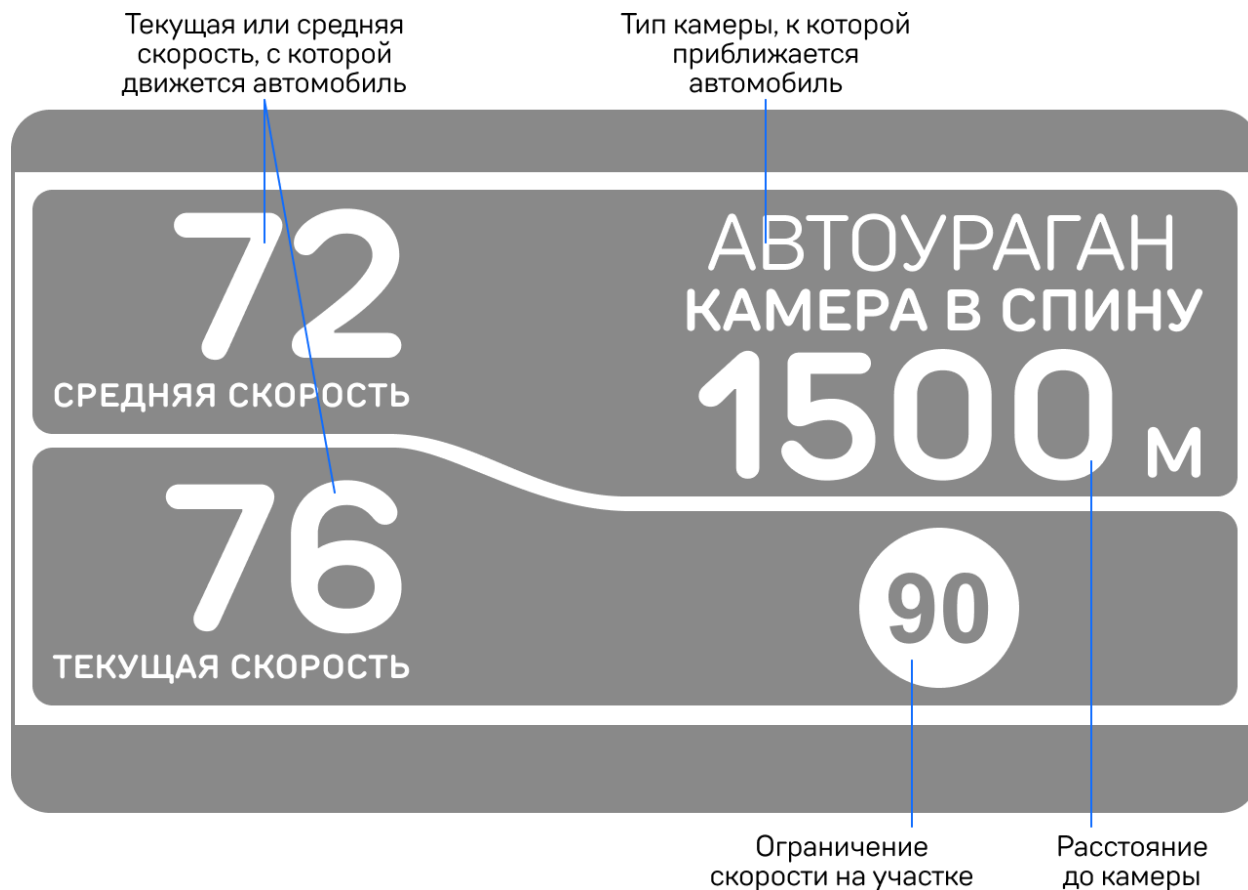 Текущая или средняя
скорость, с которой
движется автомобиль
Тип камеры, к которой
приближается
автомобиль
72
СРЕДНЯЯ СКОРОСТЬ
АВТОУРАГАН
КАМЕРА В СПИНУ
1500 м
76
ТЕКУЩАЯ СКОРОСТЬ
90
Ограничение
скорости на участке
Расстояние
до камеры